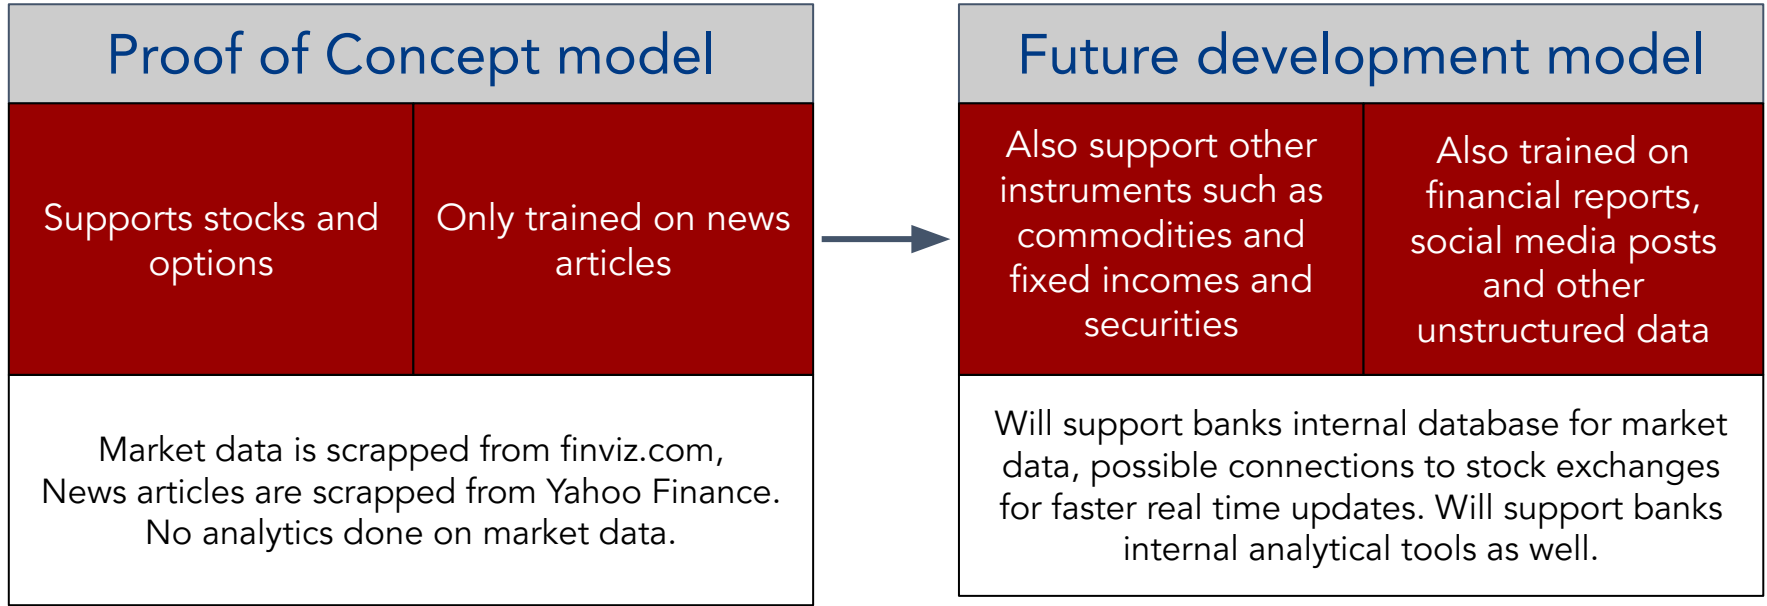 Proof of Concept model
Supports stocks and
options
Only trained on news
articles
Market data is scrapped from finviz.com,
News articles are scrapped from Yahoo Finance.
No analytics done on market data.
Future development model
Also support other
instruments such as
commodities and
fixed incomes and
securities
Also trained on
financial reports,
social media posts
and other
unstructured data
Will support banks internal database for market
data, possible connections to stock exchanges
for faster real time updates. Will support banks
internal analytical tools as well.